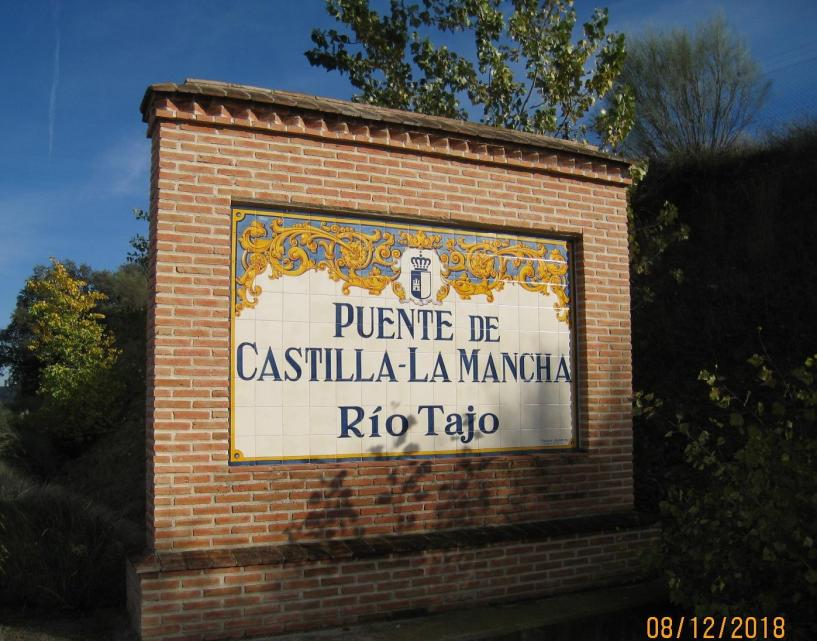 PUENTE DE
CASTILLA-LA MANCHA
RÍO TAJO
08/12/2018